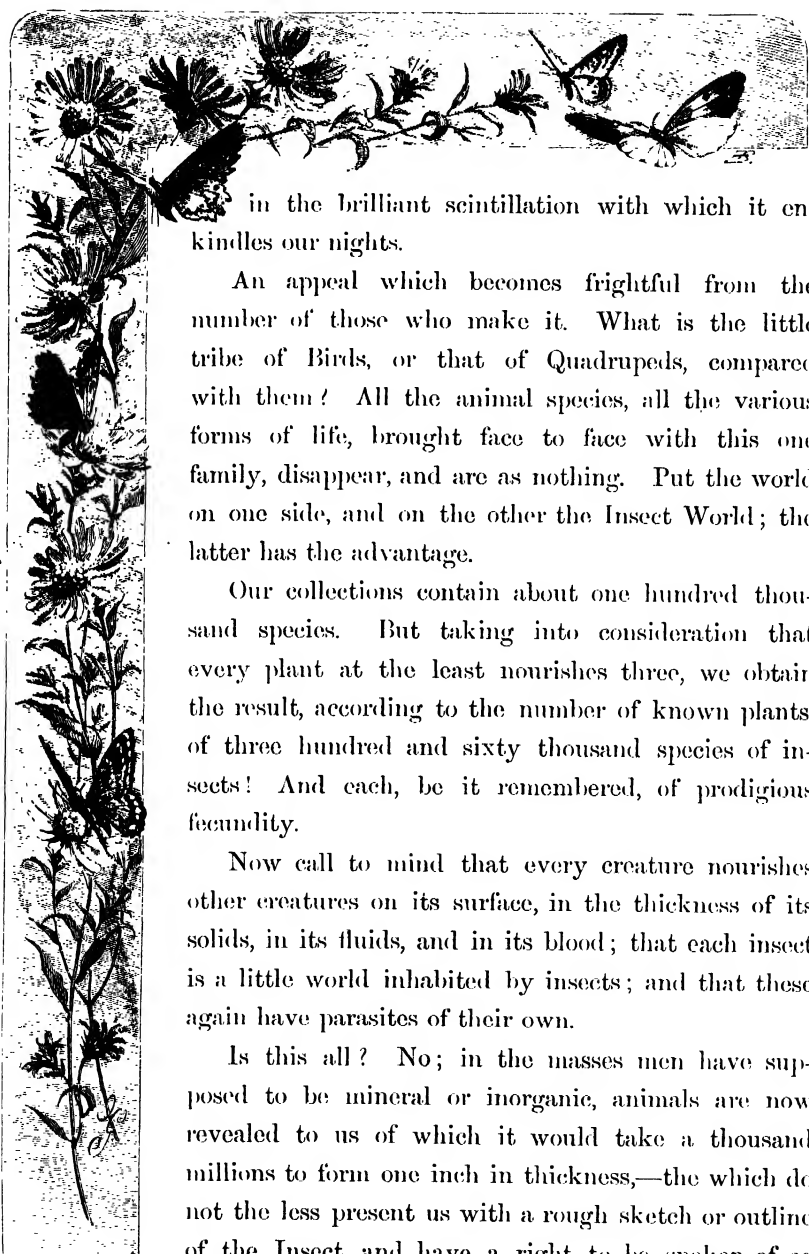 in the brilliant scintillation with which it en
kindles our nights.
An appeal which becomes frightful from the
number of those who make it. What is the little
tribe of Birds, or that of Quadrupeds, compared
with them? All the animal species, all the various
forms of life, brought face to face with this one
family, disappear, and are as nothing. Put the world
on one side, and on the other the Insect World; the
latter has the advantage.
Our collections contain about one hundred thou-
sand species. But taking into consideration that
every plant at the least nourishes three, we obtain
the result, according to the number of known plants
of three hundred and sixty thousand species of in-
sects! And each, be it remembered, of prodigious
fecundity.
Now call to mind that every creature nourishes
other creatures on its surface, in the thickness of its
solids, in its fluids, and in its blood; that each insect
is a little world inhabited by insects; and that these
again have parasites of their own.
Is this all? No; in the masses men have sup-
posed to be mineral or inorganic, animals are now
revealed to us of which it would take a thousand
millions to form one inch in thickness,—the which do
not the less present us with a rough sketch or outline
of the Insect, and have a right to be spoken of